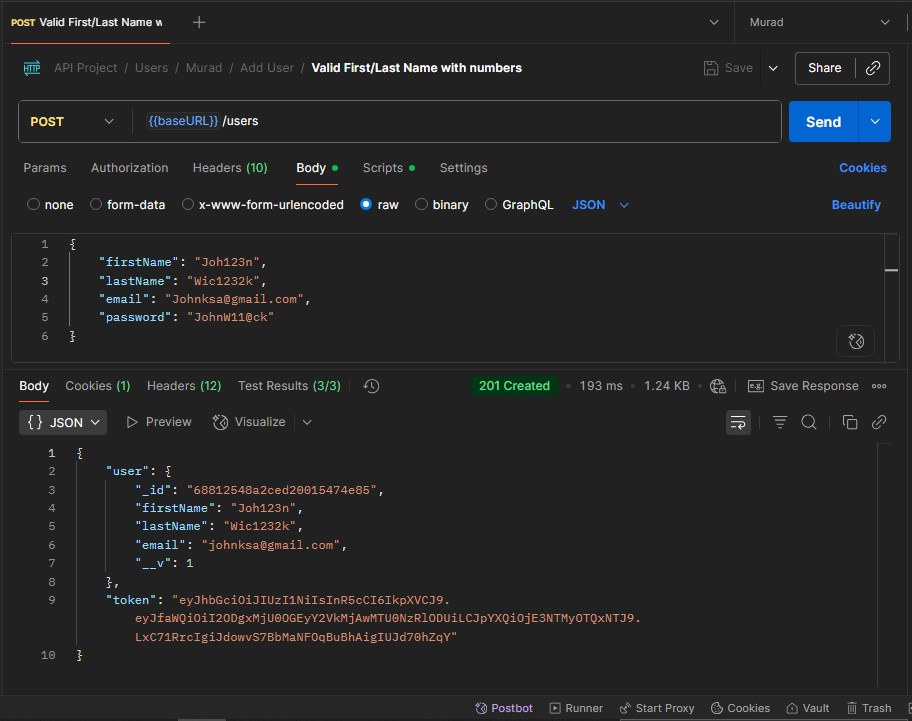 POST Valid First/Last Name w
Murad
HTTP API Project / Users / Murad / Add User / Valid First/Last Name with numbers
Save
Share
POST
{{baseURL}} /users
Send
Params Authorization Headers (10) Body Scripts Settings
Cookies
none form-data x-www-form-urlencoded raw binary GraphQL JSON
Beautify
1 {
2 "firstName": "Joh123n",
3 "lastName": "Wic1232k",
4 "email": "Johnksa@gmail.com",
5 "password": "JohnW11@ck"
6 }
Body Cookies (1) Headers (12) Test Results (3/3)
201 Created • 193 ms • 1.24 KB • e.g. Save Response
{} JSON Preview Visualize
1 {
2 "user": {
3 "_id": "68812548a2ced20015474e85",
4 "firstName": "Joh123n",
5 "lastName": "Wic1232k",
6 "email": "johnksa@gmail.com",
7 "__v": 1
8 },
9 "token": "eyJhbGciOiJIUzI1NiIsInR5cCI6IkpXVCJ9.
eyJfaWQiOiI2ODgxMjU0OGEyY2VkMjAwMTU0NzRlODUiLCJpYXQiOjE3NTMyOTQxNTJ9.
LxC71RrcIgiJdowvS7BbMaNFOqBuBhAigIUJd70hZqY"
10 }
Postbot Runner Start Proxy Cookies Vault Trash